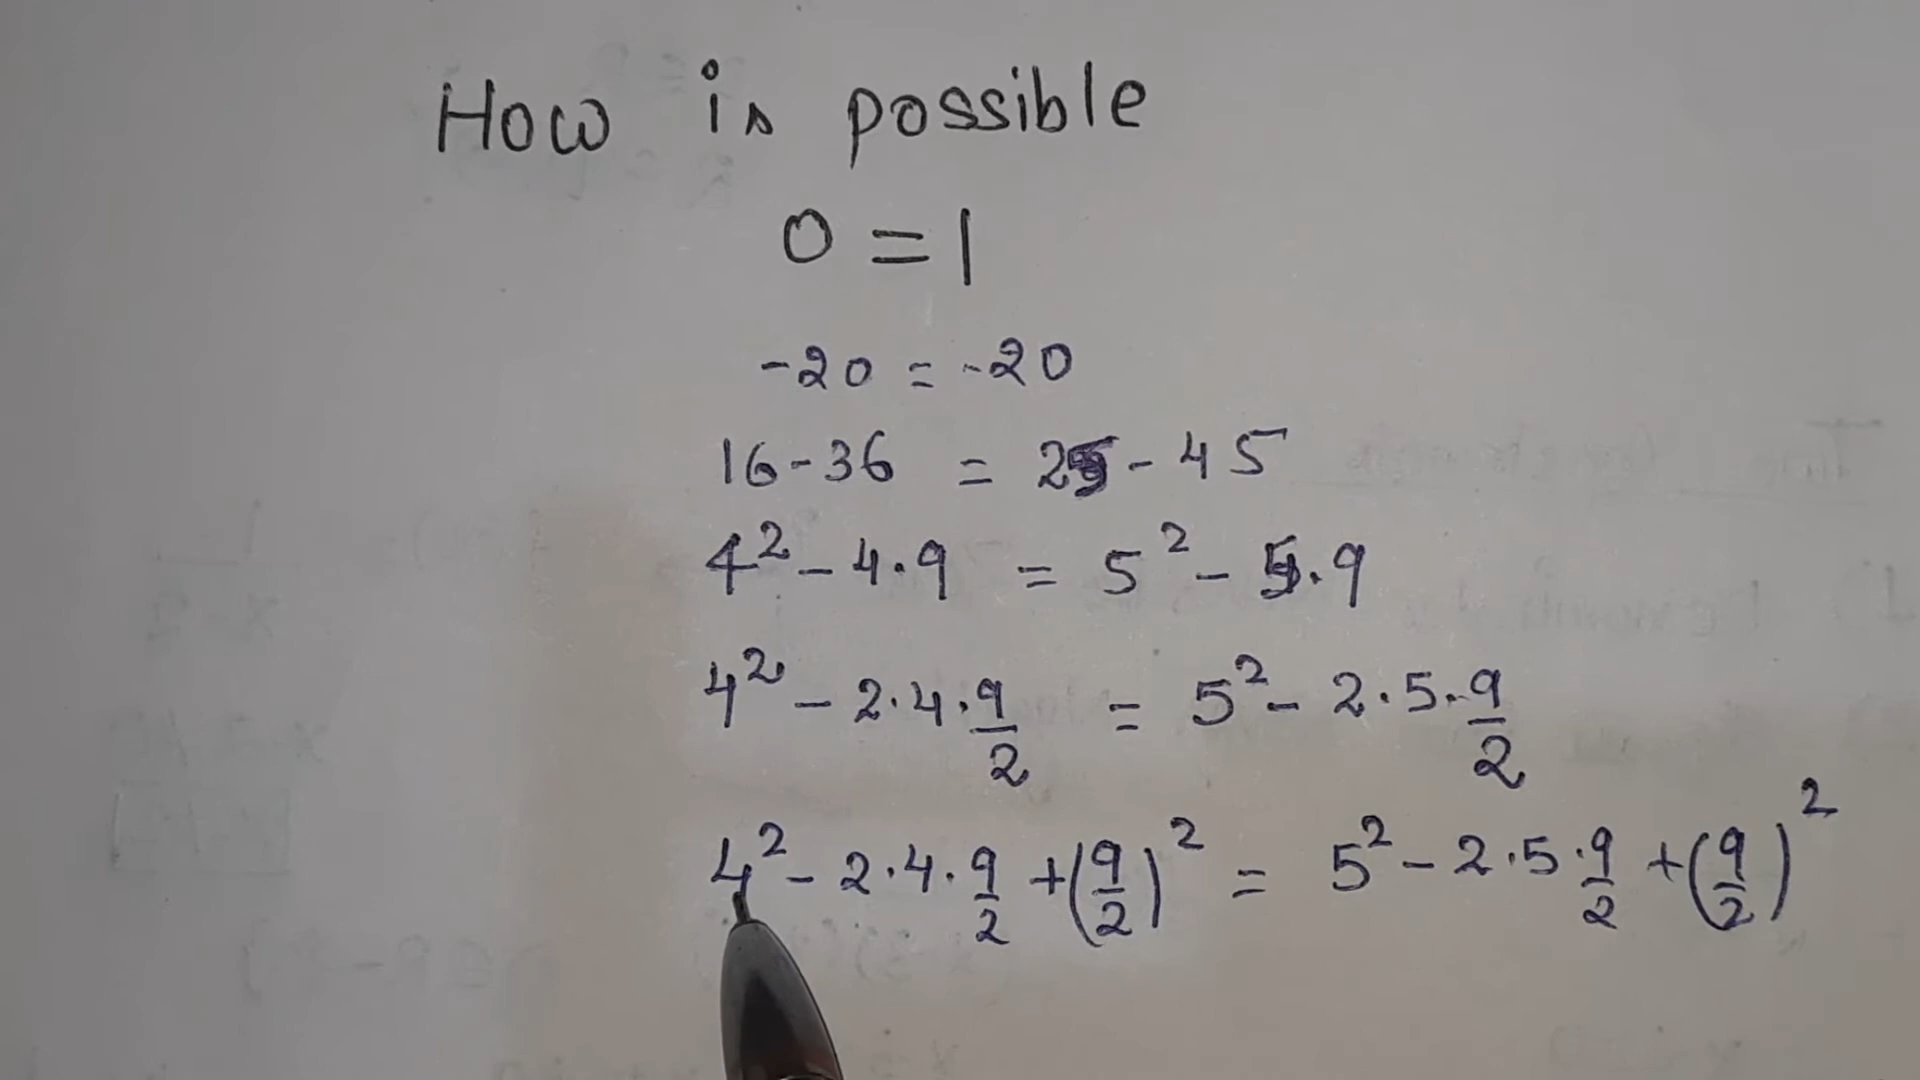 How is possible
0 = 1
-20 = -20
16-36 = 25-45
4² - 4·9 = 5² - 5·9
4² - 2·4·9/2 = 5² - 2·5·9/2
4² - 2·4·9/2 + (9/2)² = 5² - 2·5·9/2 + (9/2)²